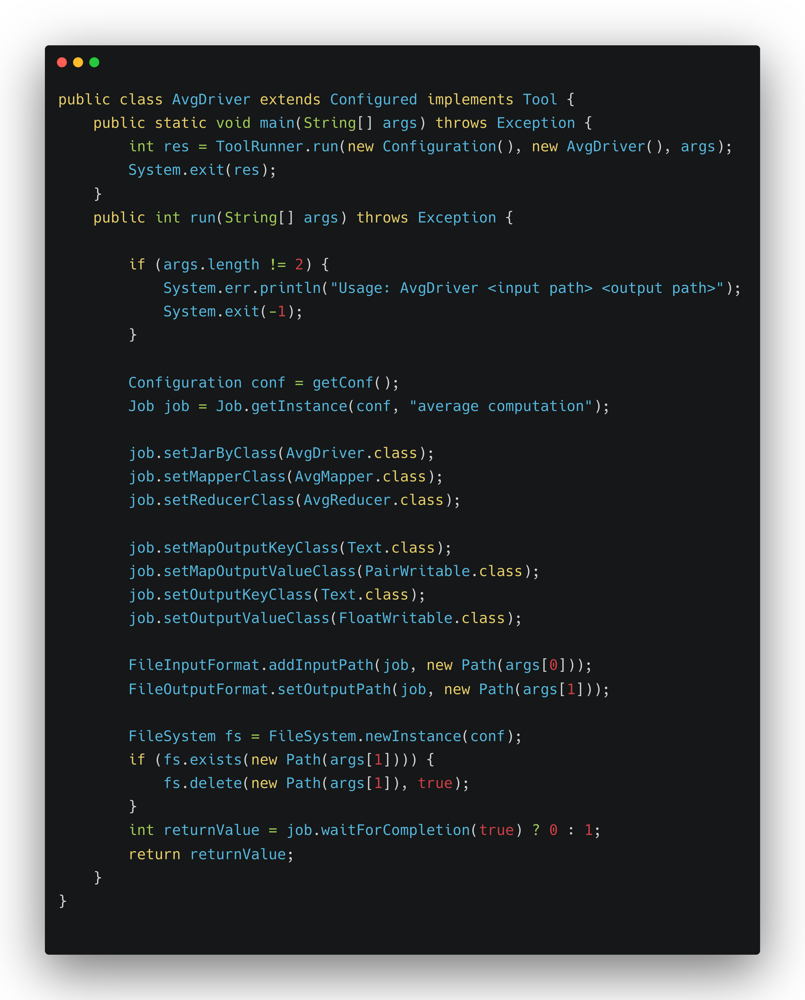 public class AvgDriver extends Configured implements Tool {
    public static void main(String[] args) throws Exception {
        int res = ToolRunner.run(new Configuration(), new AvgDriver(), args);
        System.exit(res);
    }
    public int run(String[] args) throws Exception {

        if (args.length != 2) {
            System.err.println("Usage: AvgDriver <input path> <output path>");
            System.exit(-1);
        }

        Configuration conf = getConf();
        Job job = Job.getInstance(conf, "average computation");

        job.setJarByClass(AvgDriver.class);
        job.setMapperClass(AvgMapper.class);
        job.setReducerClass(AvgReducer.class);

        job.setMapOutputKeyClass(Text.class);
        job.setMapOutputValueClass(PairWritable.class);
        job.setOutputKeyClass(Text.class);
        job.setOutputValueClass(FloatWritable.class);

        FileInputFormat.addInputPath(job, new Path(args[0]));
        FileOutputFormat.setOutputPath(job, new Path(args[1]));

        FileSystem fs = FileSystem.newInstance(conf);
        if (fs.exists(new Path(args[1]))) {
            fs.delete(new Path(args[1]), true);
        }
        int returnValue = job.waitForCompletion(true) ? 0 : 1;
        return returnValue;
    }
}